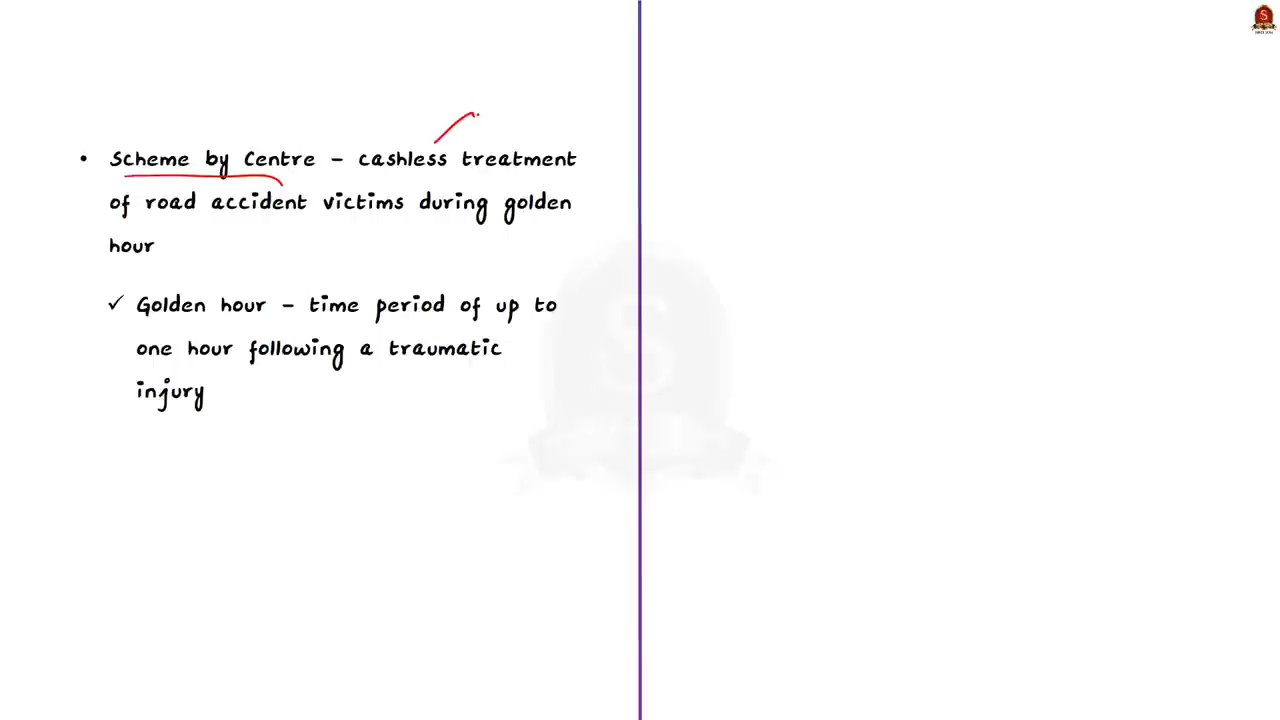 • Scheme by Centre – cashless treatment
of road accident victims during golden
hour
✓ Golden hour – time period of up to
one hour following a traumatic
injury
S
S